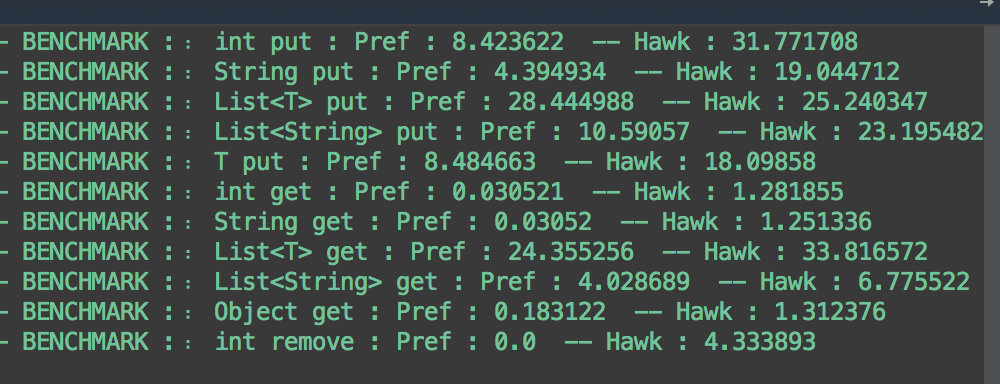 – BENCHMARK :: int put : Pref : 8.423622  –– Hawk : 31.771708
– BENCHMARK :: String put : Pref : 4.394934  –– Hawk : 19.044712
– BENCHMARK :: List<T> put : Pref : 28.444988  –– Hawk : 25.240347
– BENCHMARK :: List<String> put : Pref : 10.59057  –– Hawk : 23.195482
– BENCHMARK :: T put : Pref : 8.484663  –– Hawk : 18.09858
– BENCHMARK :: int get : Pref : 0.030521  –– Hawk : 1.281855
– BENCHMARK :: String get : Pref : 0.03052  –– Hawk : 1.251336
– BENCHMARK :: List<T> get : Pref : 24.355256  –– Hawk : 33.816572
– BENCHMARK :: List<String> get : Pref : 4.028689  –– Hawk : 6.775522
– BENCHMARK :: Object get : Pref : 0.183122  –– Hawk : 1.312376
– BENCHMARK :: int remove : Pref : 0.0  –– Hawk : 4.333893